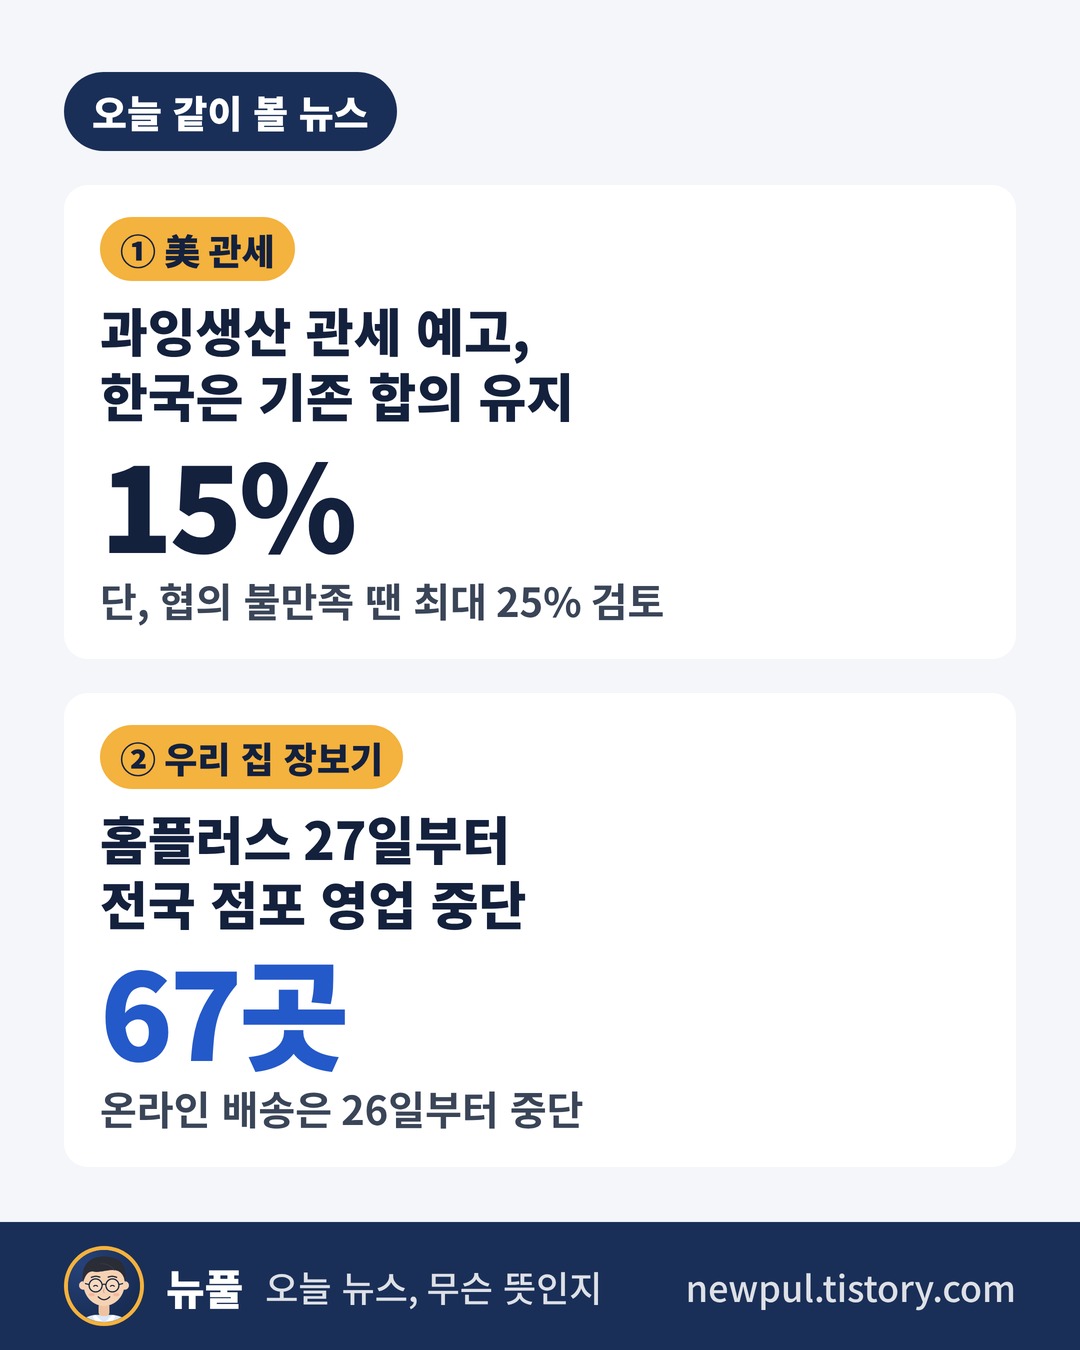 오늘 같이 볼 뉴스
① 美 관세
과잉생산 관세 예고,
한국은 기존 합의 유지
15%
단, 협의 불만족 땐 최대 25% 검토
② 우리 집 장보기
홈플러스 27일부터
전국 점포 영업 중단
67곳
온라인 배송은 26일부터 중단
뉴풀 오늘 뉴스, 무슨 뜻인지 newpul.tistory.com